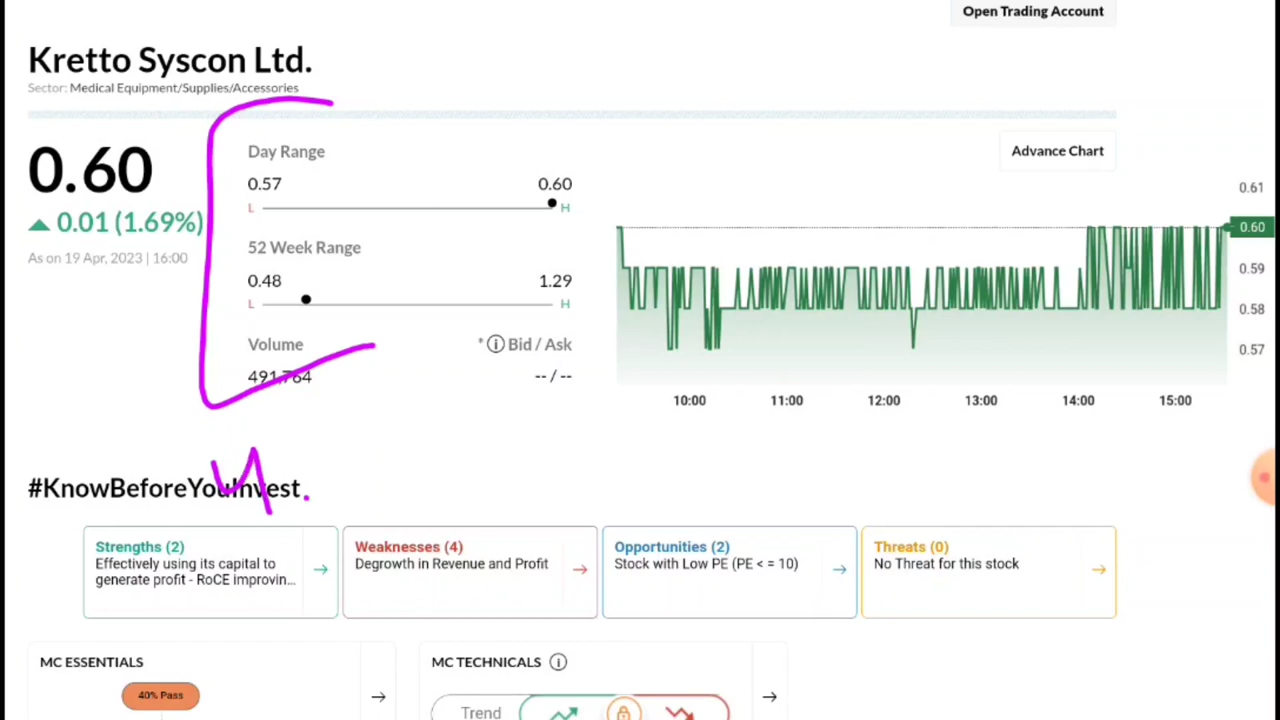 Open Trading Account
Kretto Syscon Ltd.
Sector: Medical Equipment/Supplies/Accessories
0.60
0.01 (1.69%)
As on 19 Apr, 2023 | 16:00
Day Range
0.57 0.60
L H
52 Week Range
0.48 1.29
L H
Volume * i Bid / Ask
491,764 -- / --
Advance Chart
0.61
0.60
0.59
0.58
0.57
10:00 11:00 12:00 13:00 14:00 15:00
#KnowBeforeYouInvest
Strengths (2)
Effectively using its capital to
generate profit - RoCE improvin...
Weaknesses (4)
Degrowth in Revenue and Profit
Opportunities (2)
Stock with Low PE (PE < = 10)
Threats (0)
No Threat for this stock
MC ESSENTIALS
40% Pass
MC TECHNICALS i
Trend